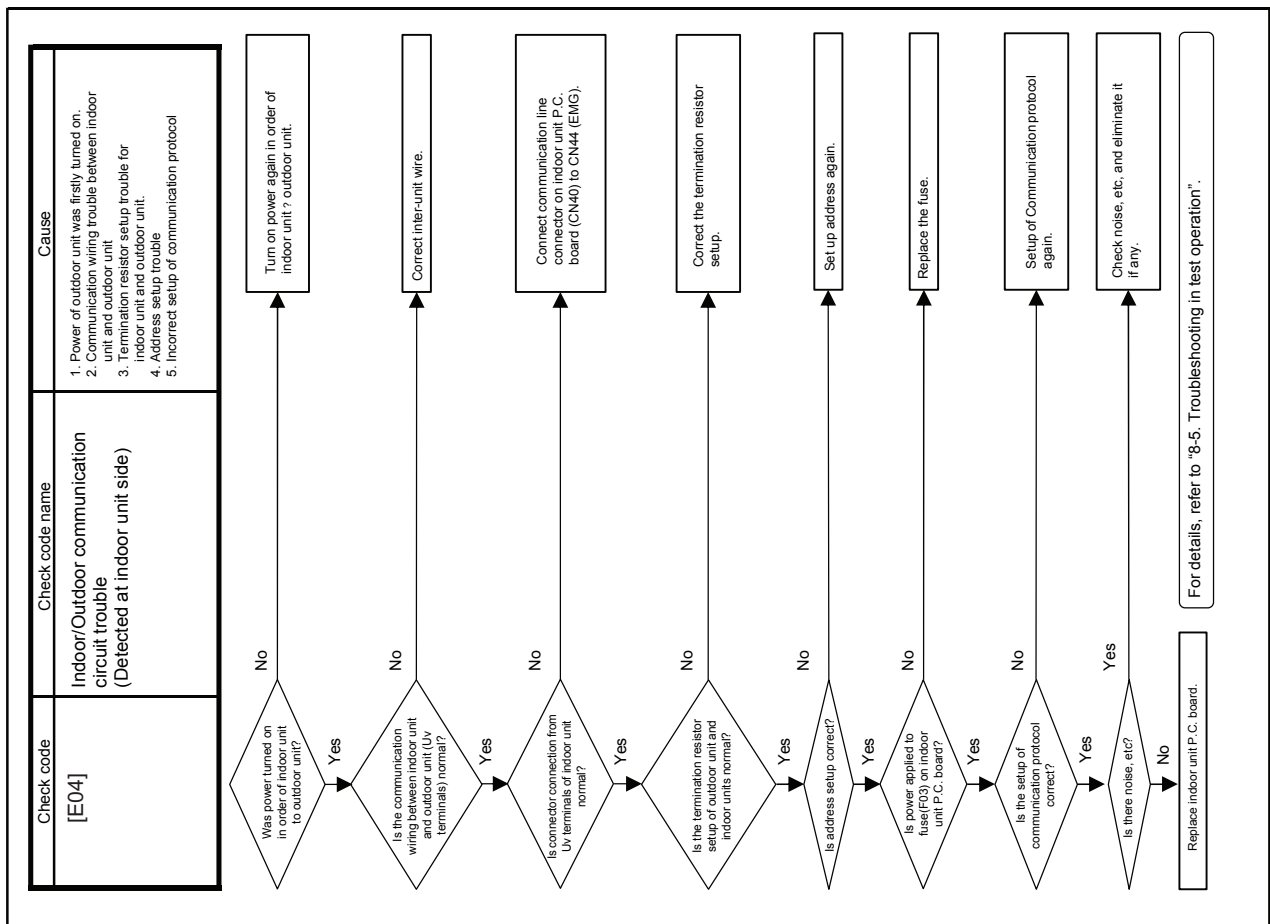 Check code
Check code name
Cause
[E04]
Indoor/Outdoor communication
circuit trouble
(Detected at indoor unit side)
1. Power of outdoor unit was firstly turned on.
2. Communication wiring trouble between indoor
unit and outdoor unit
3. Termination resistor setup trouble for
indoor unit and outdoor unit.
4. Address setup trouble
5. Incorrect setup of communication protocol
Was power turned on
in order of indoor unit
to outdoor unit?
No
Turn on power again in order of
indoor unit ? outdoor unit.
Yes
Is the communication
wiring between indoor unit
and outdoor unit (Uv
terminals) normal?
No
Correct inter-unit wire.
Yes
Is connector connection from
Uv terminals of indoor unit
normal?
No
Connect communication line
connector on indoor unit P.C.
board (CN40) to CN44 (EMG).
Yes
Is the termination resistor
setup of outdoor unit and
indoor units normal?
No
Correct the termination resistor
setup.
Yes
Is address setup correct?
No
Set up address again.
Yes
Is power applied to
fuse(F03) on indoor
unit P.C. board?
No
Replace the fuse.
Yes
Is the setup of
communication protocol
correct?
No
Setup of Communication protocol
again.
Yes
Is there noise, etc?
Yes
Check noise, etc, and eliminate it
if any.
No
Replace indoor unit P.C. board.
For details, refer to "8-5. Troubleshooting in test operation".